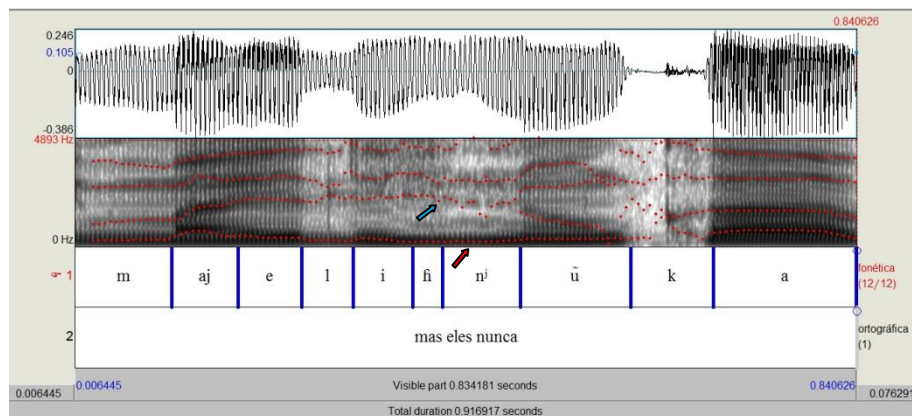 0.840626
0.246
0.105
0
-0.386
4893 Hz
0 Hz
1 m aj e l i ɦ nʲ ũ k a fonética
(12/12)
2 mas eles nunca ortográfica
(1)
0.006445 0.006445 Visible part 0.834181 seconds 0.840626 0.076291
Total duration 0.916917 seconds